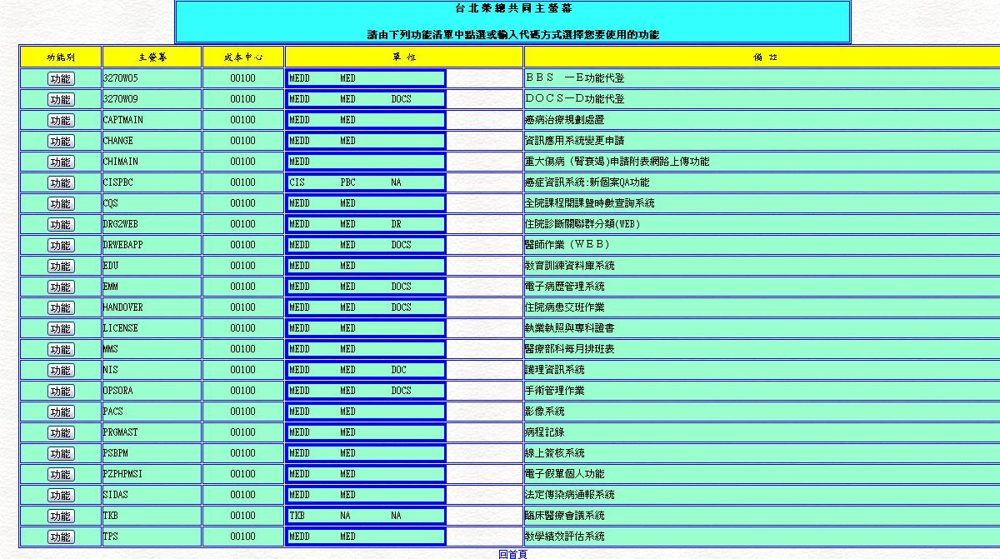 台北榮總共同主螢幕
請由下列功能清單中點選或輸入代碼方式選擇您要使用的功能
功能別 主螢幕 成本中心 單 位 備 註
功能 3270W05 00100 MEDD MED ＢＢＳ －Ｅ功能代登
功能 3270W09 00100 MEDD MED DOCS ＤＯＣＳ－Ｄ功能代登
功能 CAPTMAIN 00100 MEDD MED 癌病治療規劃處置
功能 CHANGE 00100 MEDD MED 資訊應用系統變更申請
功能 CHIMAIN 00100 MEDD 重大傷病（腎衰竭)申請附表網路上傳功能
功能 CISPBC 00100 CIS PBC NA 癌症資訊系統:新個案QA功能
功能 CQS 00100 MEDD MED 全院課程開課暨時數查詢系統
功能 DRG2WEB 00100 MEDD MED DR 住院診斷關聯群分類(WEB)
功能 DRWEBAPP 00100 MEDD MED DOCS 醫師作業（ＷＥＢ）
功能 EDU 00100 MEDD MED 教育訓練資料庫系統
功能 EMM 00100 MEDD MED DOCS 電子病歷管理系統
功能 HANDOVER 00100 MEDD MED DOCS 住院病患交班作業
功能 LICENSE 00100 MEDD MED 執業執照與專科證書
功能 MMS 00100 MEDD MED 醫療部科每月排班表
功能 NIS 00100 MEDD MED DOC 護理資訊系統
功能 OPSORA 00100 MEDD MED DOCS 手術管理作業
功能 PACS 00100 MEDD MED 影像系統
功能 PRGMAST 00100 MEDD MED 病程記錄
功能 PSBPM 00100 MEDD MED 線上簽核系統
功能 PZPHPMSI 00100 MEDD MED 電子假單個人功能
功能 SIDAS 00100 MEDD MED 法定傳染病通報系統
功能 TKB 00100 TKB NA NA 臨床醫療會議系統
功能 TPS 00100 MEDD MED 教學績效評估系統
回首頁